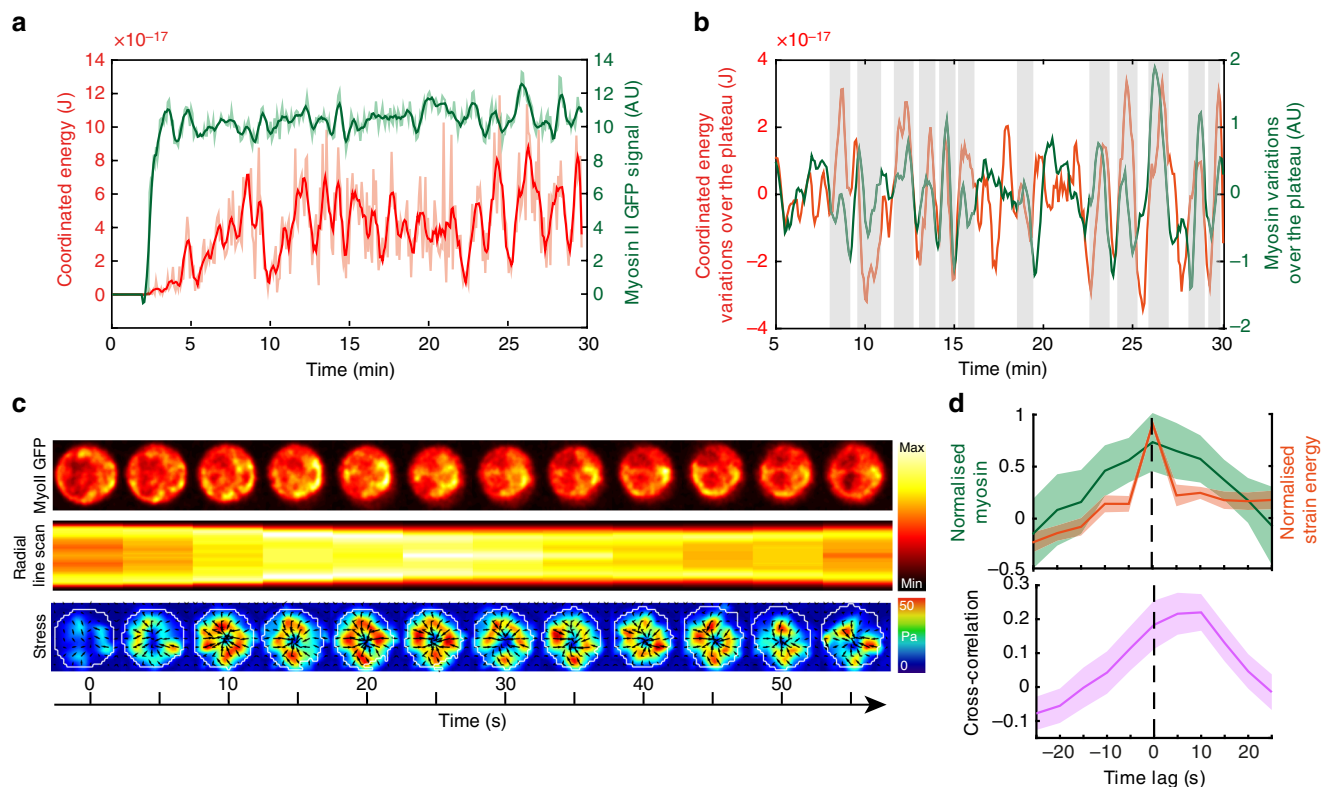 a
×10−17
14
12
10
8
6
4
2
0
Coordinated energy (J)
14
12
10
8
6
4
2
0
Myosin II GFP signal (AU)
0 5 10 15 20 25 30
Time (min)
b
×10−17
4
2
0
−2
−4
Coordinated energy
variations over the plateau (J)
2
1
0
−1
−2
Myosin variations
over the plateau (AU)
5 10 15 20 25 30
Time (min)
c
MyoII GFP
Radial
line scan
Stress
Max
Min
50
Pa
0
0 10 20 30 40 50
Time (s)
d
1
0.5
0
−0.5
Normalised
myosin
Normalised
strain energy
0.3
0.2
0.1
0
−0.1
Cross-correlation
−20 −10 0 10 20
Time lag (s)